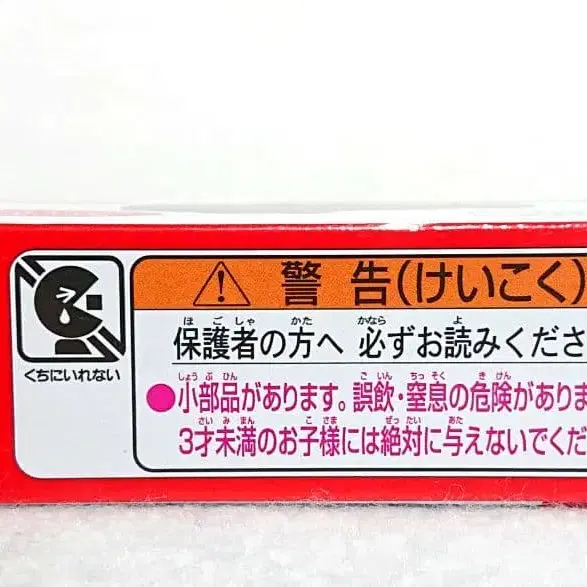 警告(けいこく)
ほごしゃ かた かなら よ
保護者の方へ 必ずお読みくださ
くちにいれない
しょうぶひん ごいん ちっそく きけん
●小部品があります。誤飲・窒息の危険がありま
さいみまん こさま ぜったい あた
3才未満のお子様には絶対に与えないでくだ